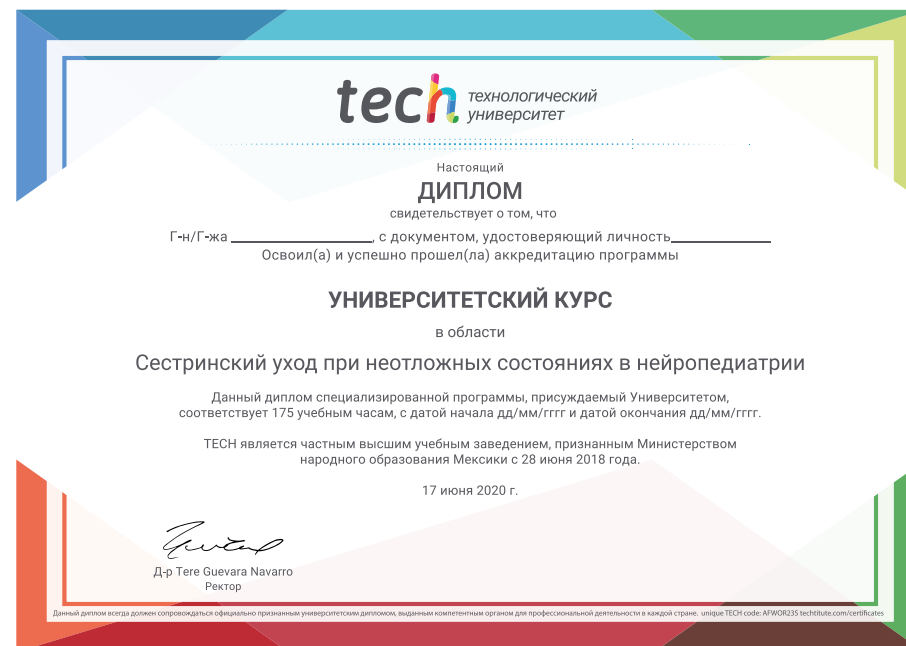 tech технологический
университет
Настоящий
ДИПЛОМ
свидетельствует о том, что
Г-н/Г-жа ________________, с документом, удостоверяющий личность____________
Освоил(а) и успешно прошел(ла) аккредитацию программы
УНИВЕРСИТЕТСКИЙ КУРС
в области
Сестринский уход при неотложных состояниях в нейропедиатрии
Данный диплом специализированной программы, присуждаемый Университетом,
соответствует 175 учебным часам, с датой начала дд/мм/гггг и датой окончания дд/мм/гггг.
TECH является частным высшим учебным заведением, признанным Министерством
народного образования Мексики с 28 июня 2018 года.
17 июня 2020 г.
Д-р Tere Guevara Navarro
Ректор
Данный диплом всегда должен сопровождаться официально признанным университетским дипломом, выданным компетентным органом для профессиональной деятельности в каждой стране. unique TECH code: AFWOR23S techtitute.com/certificates